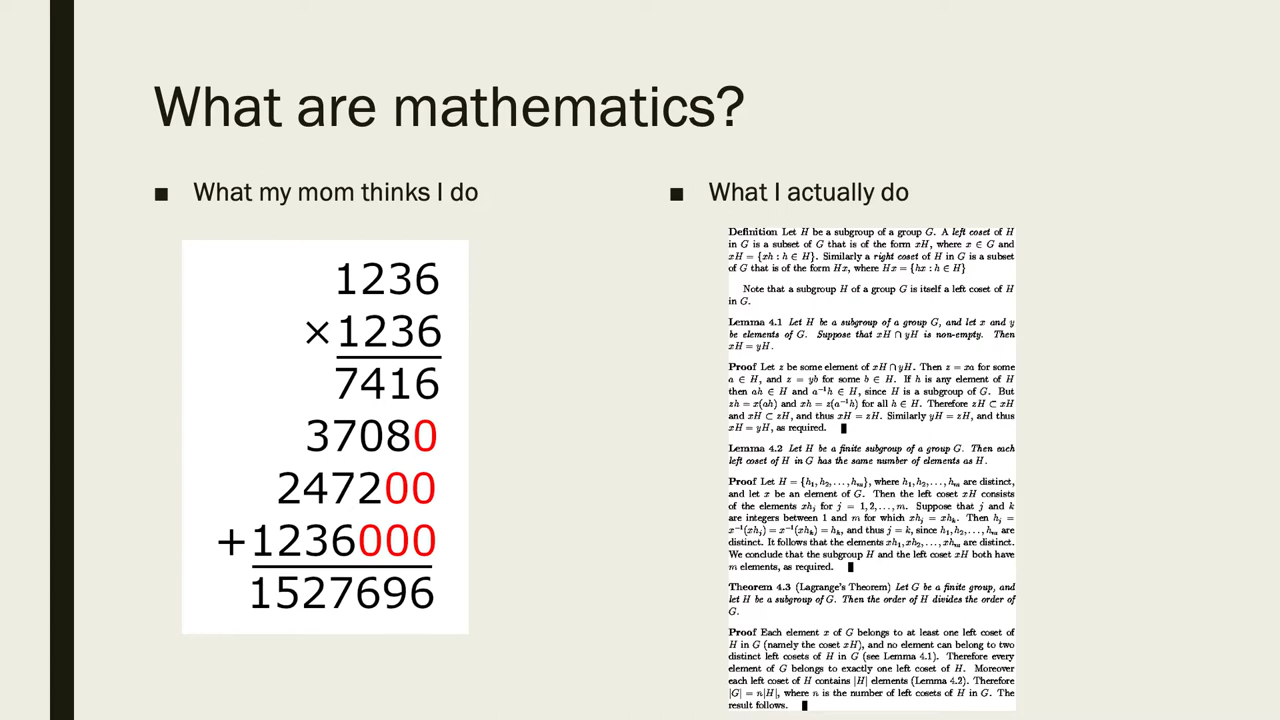 What are mathematics?
■ What my mom thinks I do
1236
×1236
7416
37080
247200
+1236000
1527696
■ What I actually do
Definition Let H be a subgroup of a group G. A left coset of H
in G is a subset of G that is of the form xH, where x ∈ G and
xH = {xh : h ∈ H}. Similarly a right coset of H in G is a subset
of G that is of the form Hx, where Hx = {hx : h ∈ H}
Note that a subgroup H of a group G is itself a left coset of H
in G.
Lemma 4.1 Let H be a subgroup of a group G, and let x and y
be elements of G. Suppose that xH ∩ yH is non-empty. Then
xH = yH.
Proof Let z be some element of xH ∩ yH. Then z = xa for some
a ∈ H, and z = yb for some b ∈ H. If h is any element of H
then ah ∈ H and a⁻¹h ∈ H, since H is a subgroup of G. But
zh = x(ah) and xh = z(a⁻¹h) for all h ∈ H. Therefore zH ⊂ xH
and xH ⊂ zH, and thus xH = zH. Similarly yH = zH, and thus
xH = yH, as required. ∎
Lemma 4.2 Let H be a finite subgroup of a group G. Then each
left coset of H in G has the same number of elements as H.
Proof Let H = {h₁, h₂, . . . , hₘ}, where h₁, h₂, . . . , hₘ are distinct,
and let x be an element of G. Then the left coset xH consists
of the elements xhⱼ for j = 1, 2, . . . , m. Suppose that j and k
are integers between 1 and m for which xhⱼ = xhₖ. Then hⱼ =
x⁻¹(xhⱼ) = x⁻¹(xhₖ) = hₖ, and thus j = k, since h₁, h₂, . . . , hₘ are
distinct. It follows that the elements xh₁, xh₂, . . . , xhₘ are distinct.
We conclude that the subgroup H and the left coset xH both have
m elements, as required. ∎
Theorem 4.3 (Lagrange's Theorem) Let G be a finite group, and
let H be a subgroup of G. Then the order of H divides the order of
G.
Proof Each element x of G belongs to at least one left coset of
H in G (namely the coset xH), and no element can belong to two
distinct left cosets of H in G (see Lemma 4.1). Therefore every
element of G belongs to exactly one left coset of H. Moreover
each left coset of H contains |H| elements (Lemma 4.2). Therefore
|G| = n|H|, where n is the number of left cosets of H in G. The
result follows. ∎